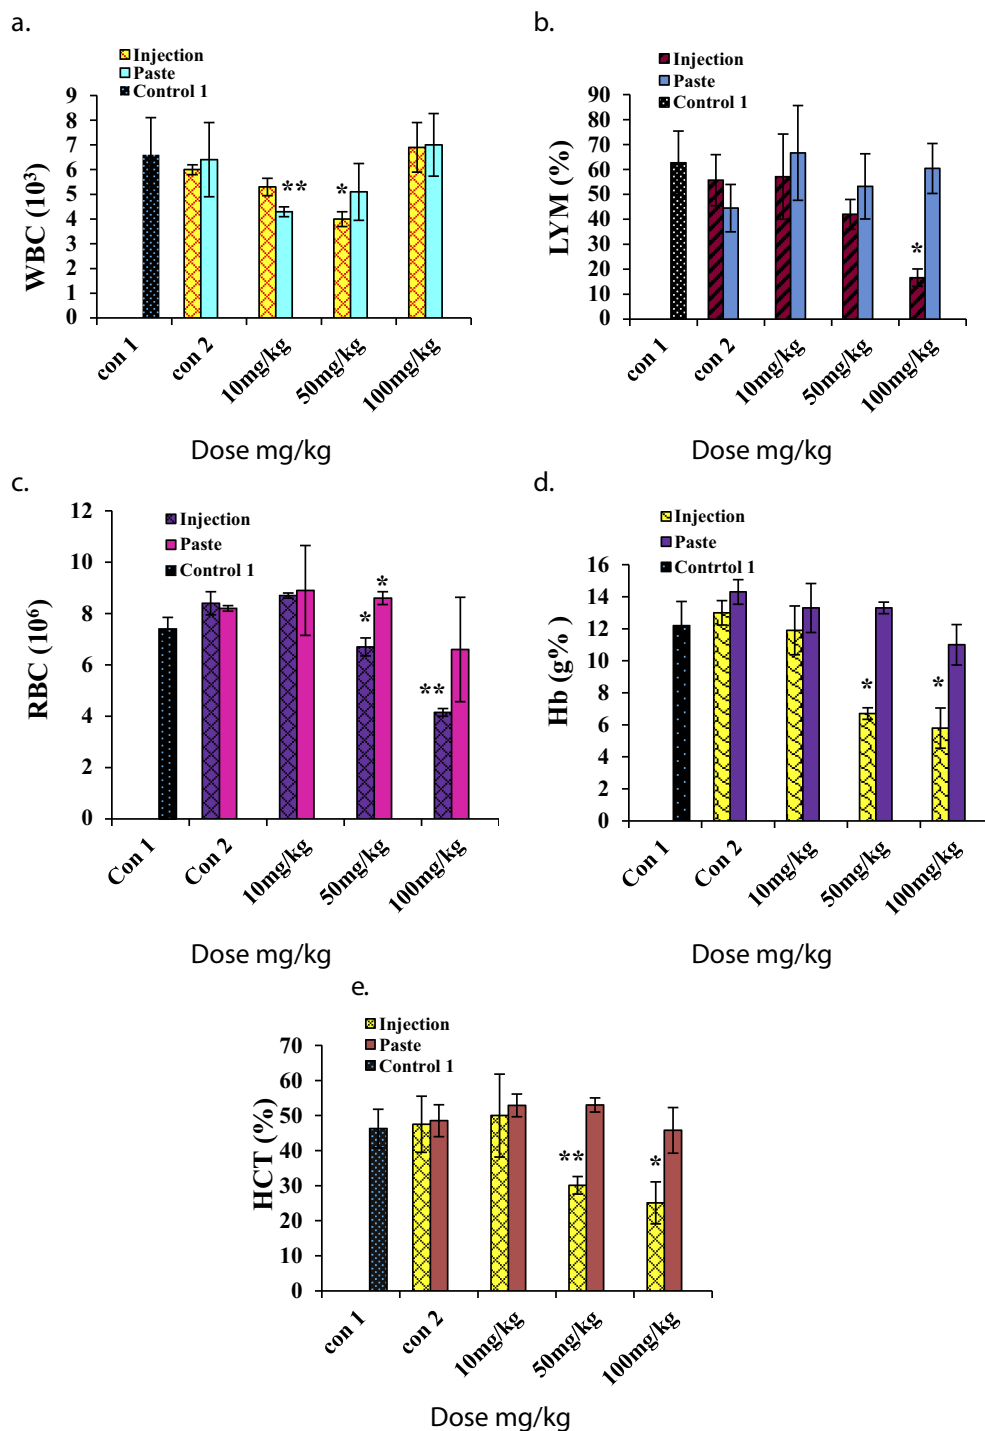 a.
Injection
Paste
Control 1
WBC (10³)
9
8
7
6
5
4
3
2
1
0
**
*
con 1
con 2
10mg/kg
50mg/kg
100mg/kg
Dose mg/kg
b.
Injection
Paste
Control 1
LYM (%)
90
80
70
60
50
40
30
20
10
0
*
con 1
con 2
10mg/kg
50mg/kg
100mg/kg
Dose mg/kg
c.
Injection
Paste
Control 1
RBC (10⁶)
12
10
8
6
4
2
0
*
*
**
Con 1
Con 2
10mg/kg
50mg/kg
100mg/kg
Dose mg/kg
d.
Injection
Paste
Contrtol 1
Hb (g% )
16
14
12
10
8
6
4
2
0
*
*
Con 1
Con 2
10mg/kg
50mg/kg
100mg/kg
Dose mg/kg
e.
Injection
Paste
Control 1
HCT (%)
70
60
50
40
30
20
10
0
**
*
con 1
con 2
10mg/kg
50mg/kg
100mg/kg
Dose mg/kg